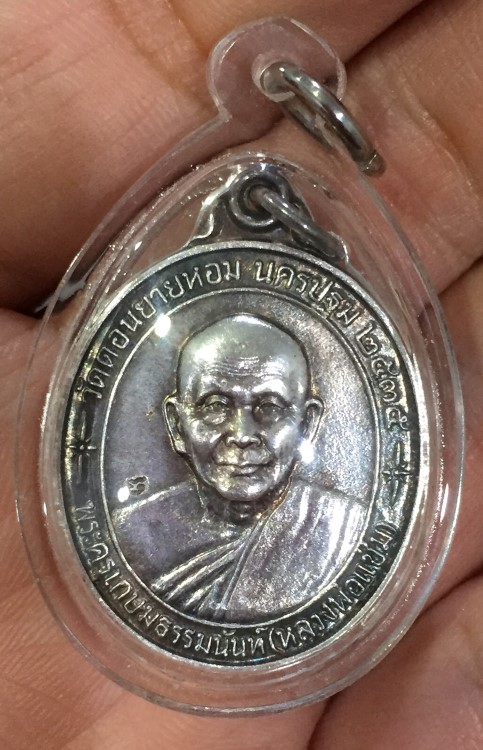 วัดดอนยายหอม นครปฐม ๒๕๓๕
พระครูเกษมธรรมนันท์(หลวงพ่อแช่ม)